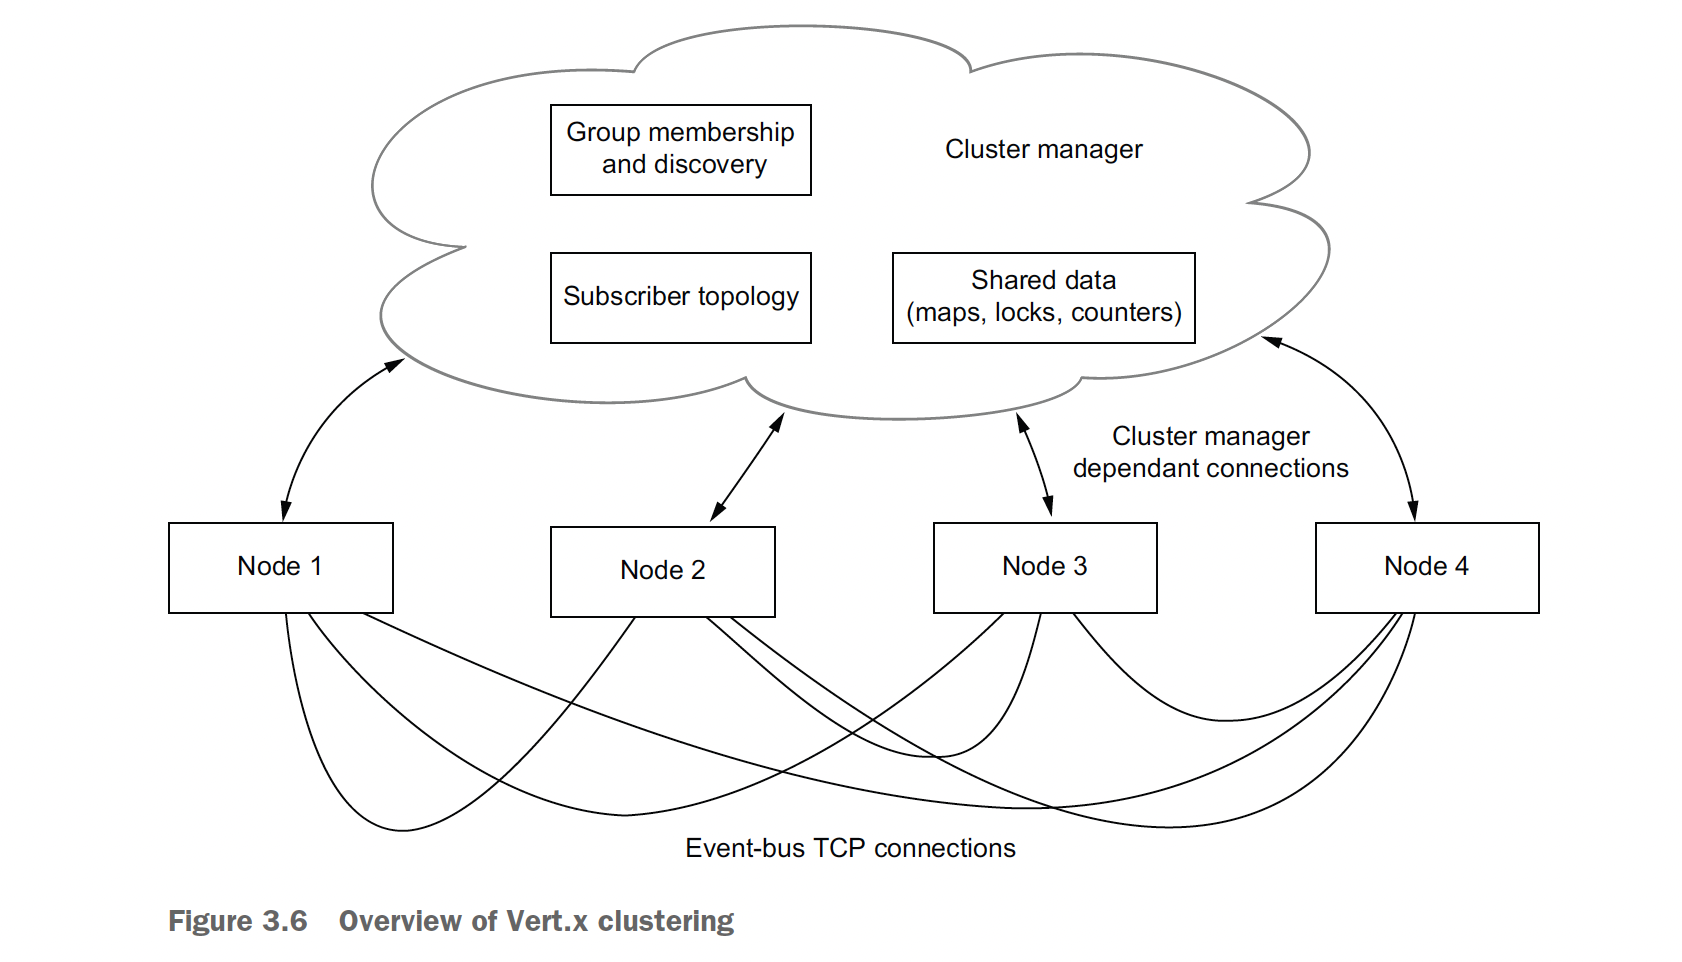 Group membership
and discovery
Cluster manager
Subscriber topology
Shared data
(maps, locks, counters)
Cluster manager
dependant connections
Node 1
Node 2
Node 3
Node 4
Event-bus TCP connections
Figure 3.6 Overview of Vert.x clustering